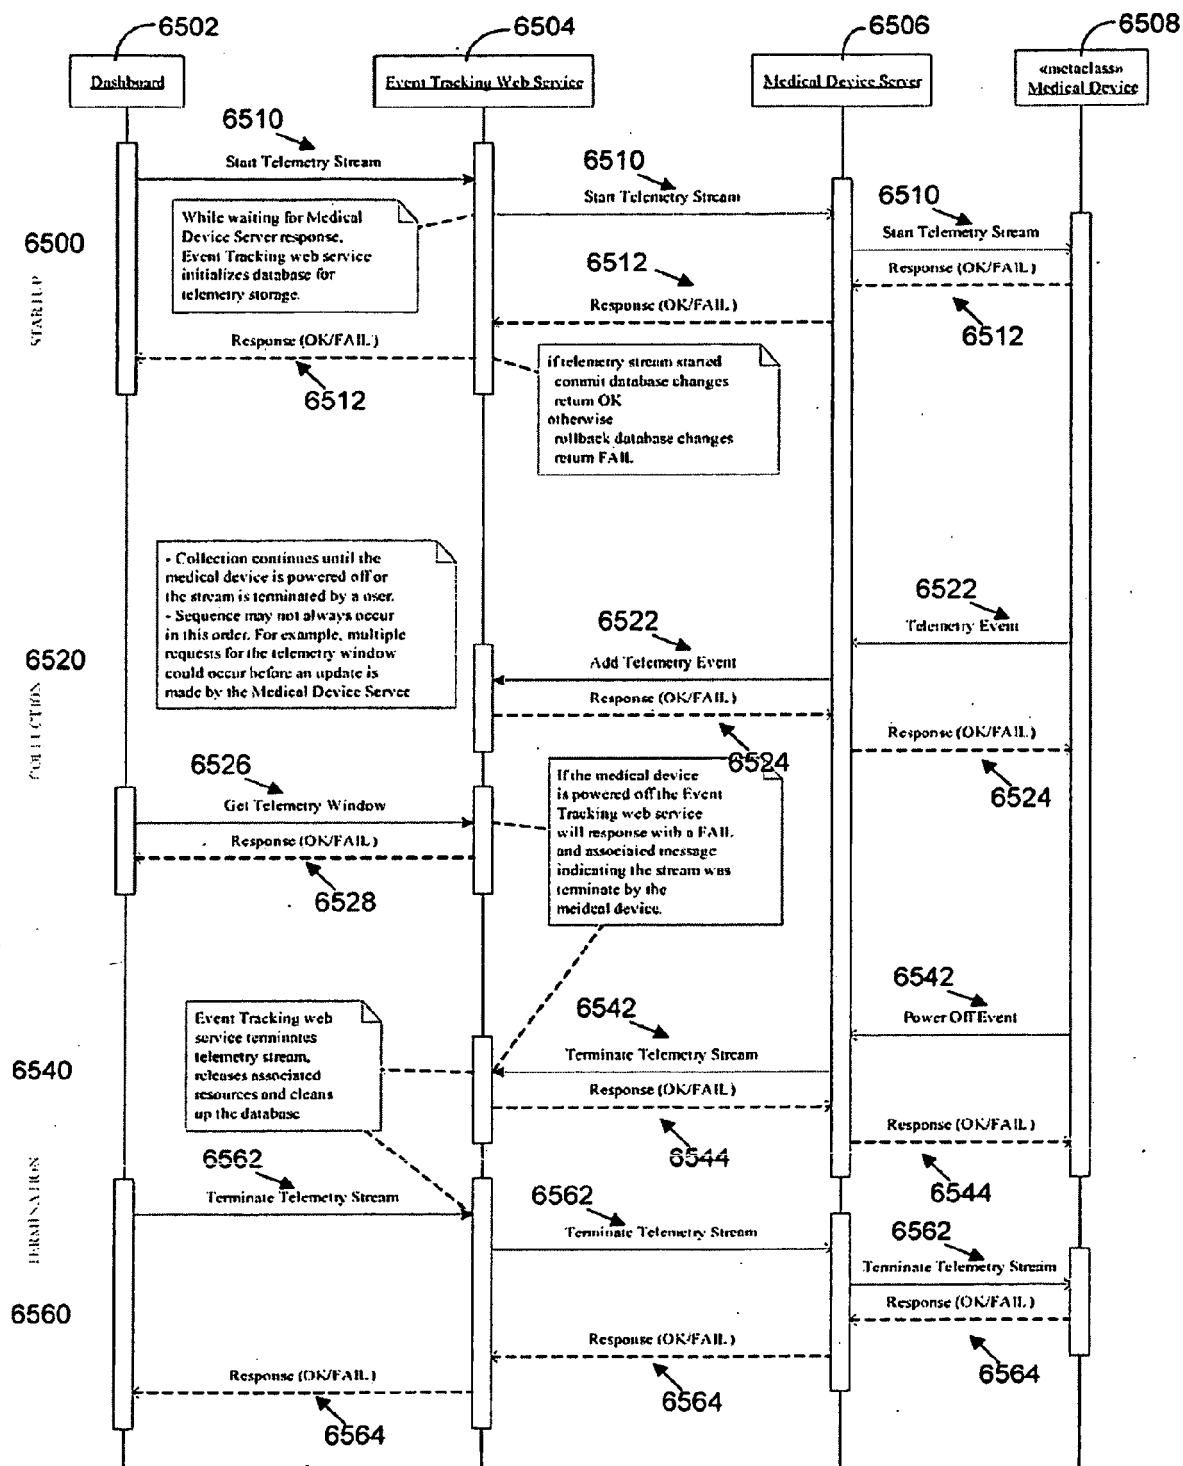 6502
6504
6506
6508
Dashboard
Event Tracking Web Service
Medical Device Server
«metaclass»
Medical Device
6510
Start Telemetry Stream
6510
Start Telemetry Stream
6510
Start Telemetry Stream
While waiting for Medical
Device Server response,
Event Tracking web service
initializes database for
telemetry storage.
6500
STARTUP
Response (OK/FAIL)
6512
6512
Response (OK/FAIL)
Response (OK/FAIL)
6512
if telemetry stream started
commit database changes
return OK
otherwise
rollback database changes
return FAIL
- Collection continues until the
medical device is powered off or
the stream is terminated by a user.
- Sequence may not always occur
in this order. For example, multiple
requests for the telemetry window
could occur before an update is
made by the Medical Device Server
6522
Telemetry Event
6522
Add Telemetry Event
6520
COLLECTION
Response (OK/FAIL)
6524
Response (OK/FAIL)
6524
6526
Get Telemetry Window
Response (OK/FAIL)
6528
If the medical device
is powered off the Event
Tracking web service
will response with a FAIL
and associated message
indicating the stream was
terminate by the
meidcal device.
6542
Power Off Event
6542
Terminate Telemetry Stream
Event Tracking web
service terminates
telemetry stream,
releases associated
resources and cleans
up the database
6540
Response (OK/FAIL)
6544
Response (OK/FAIL)
6544
TERMINATION
6562
Terminate Telemetry Stream
6562
Terminate Telemetry Stream
6562
Terminate Telemetry Stream
6560
Response (OK/FAIL)
6564
Response (OK/FAIL)
6564
Response (OK/FAIL)
6564